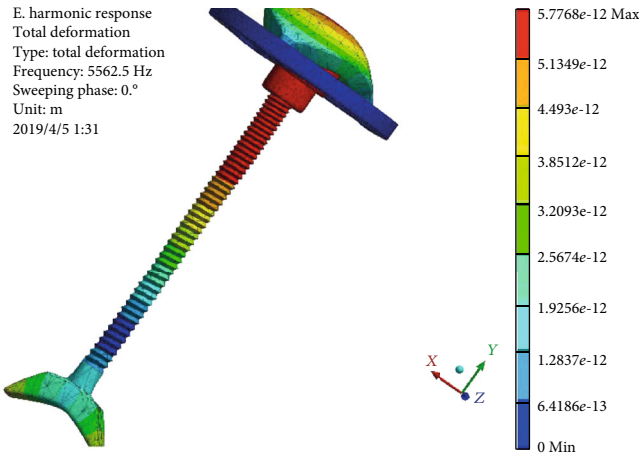 E. harmonic response
Total deformation
Type: total deformation
Frequency: 5562.5 Hz
Sweeping phase: 0.°
Unit: m
2019/4/5 1:31
5.7768e-12 Max
5.1349e-12
4.493e-12
3.8512e-12
3.2093e-12
2.5674e-12
1.9256e-12
1.2837e-12
6.4186e-13
0 Min
X
Y
Z